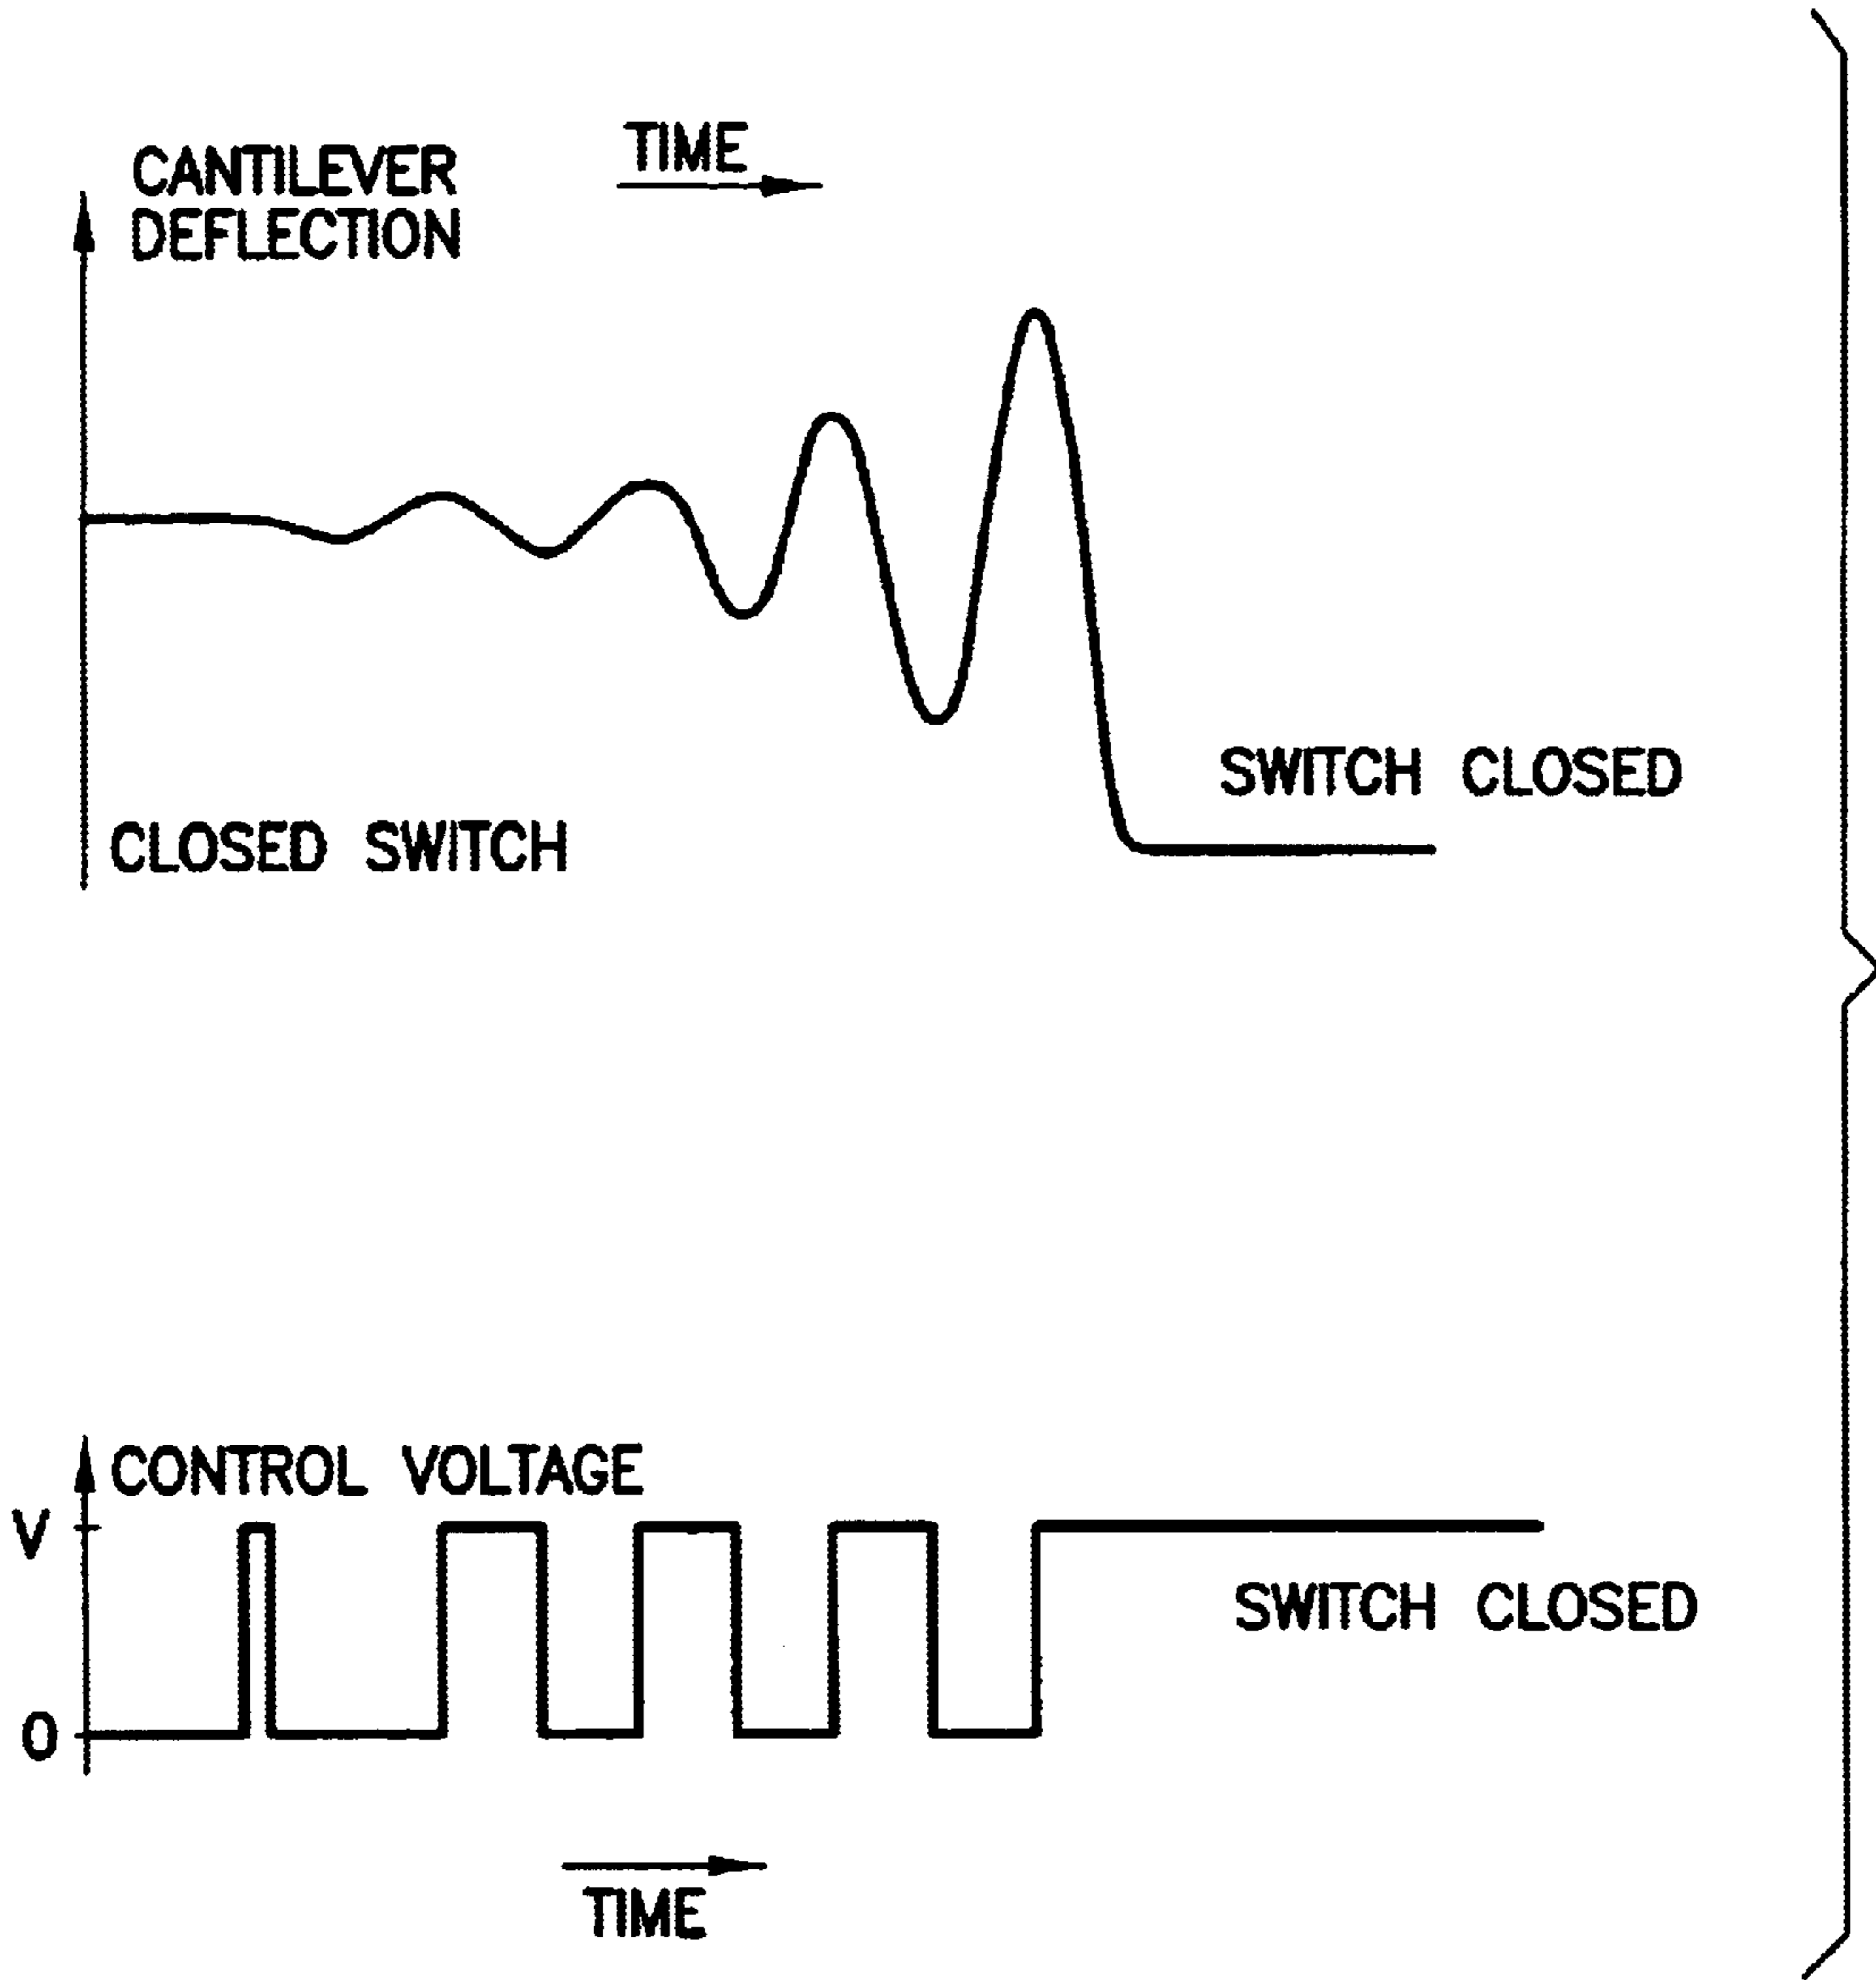 TIME
CANTILEVER
DEFLECTION
SWITCH CLOSED
CLOSED SWITCH
CONTROL VOLTAGE
V
SWITCH CLOSED
0
TIME